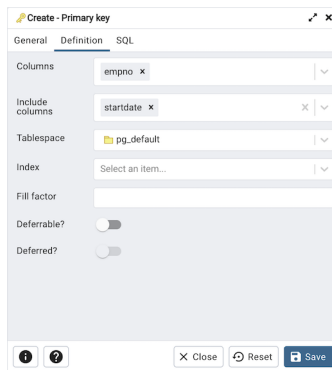 Create - Primary key
General Definition SQL
Columns
empno
Include
columns
startdate
Tablespace
pg_default
Index
Select an item...
Fill factor
Deferrable?
Deferred?
Close Reset Save